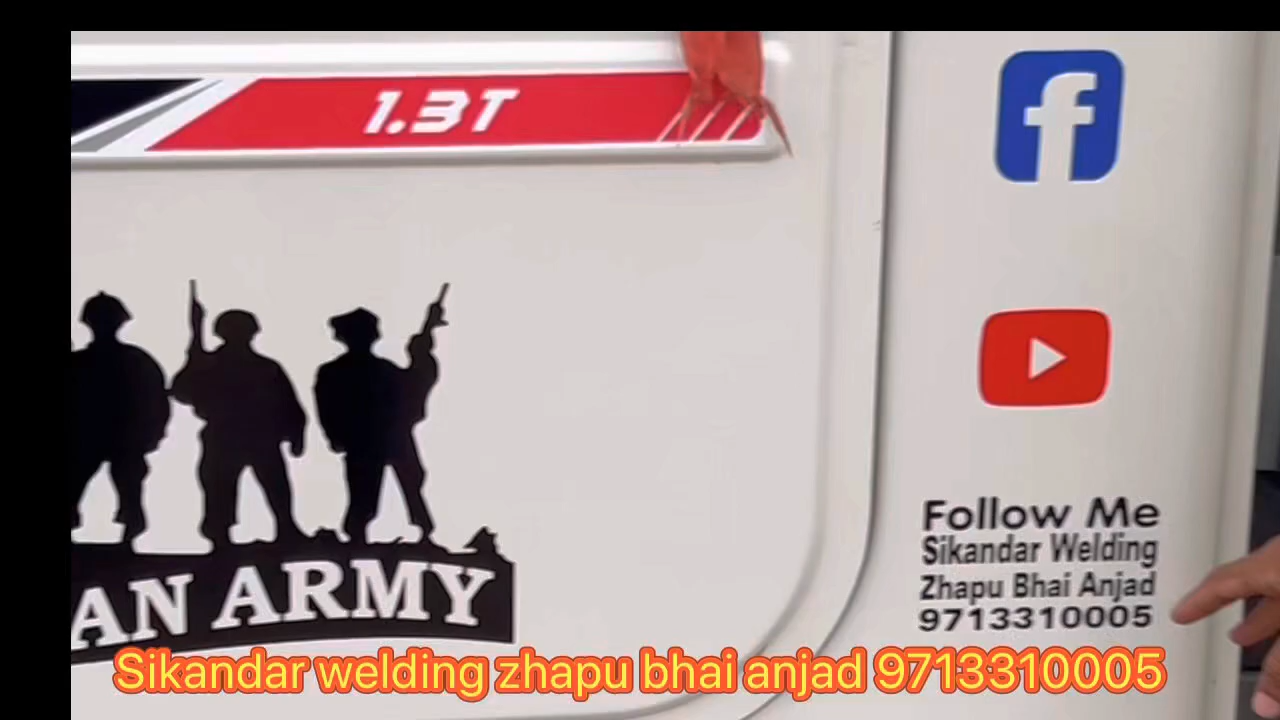 1.3T
AN ARMY
Follow Me
Sikandar Welding
Zhapu Bhai Anjad
9713310005
Sikandar welding zhapu bhai anjad 9713310005